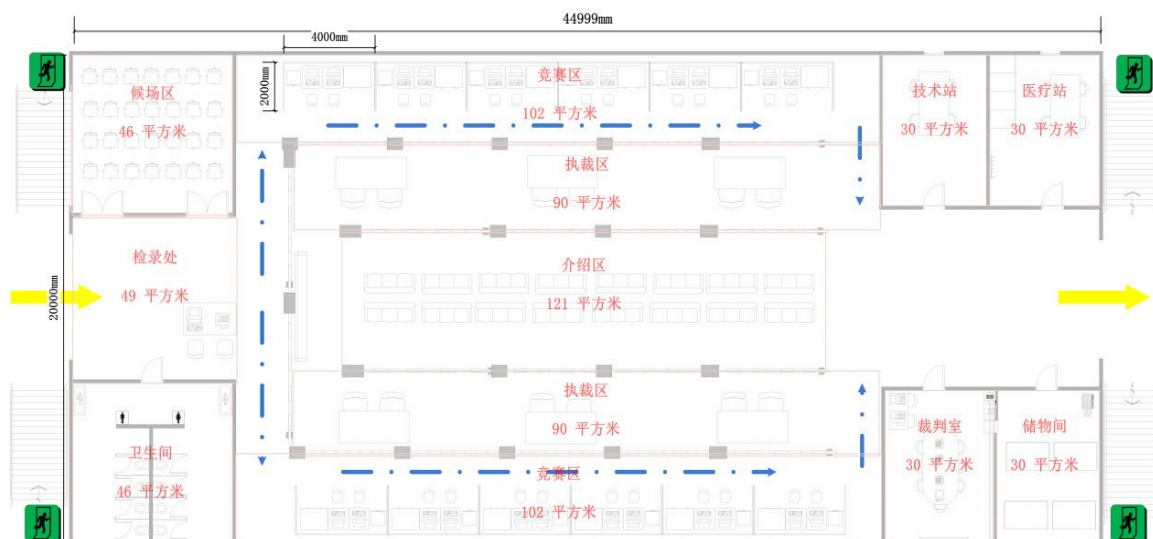 44999mm
4000mm
2000mm
20000mm
候场区
46 平方米
竞赛区
102 平方米
技术站
30 平方米
医疗站
30 平方米
执裁区
90 平方米
检录处
49 平方米
介绍区
121 平方米
执裁区
90 平方米
卫生间
46 平方米
竞赛区
102 平方米
裁判室
30 平方米
储物间
30 平方米